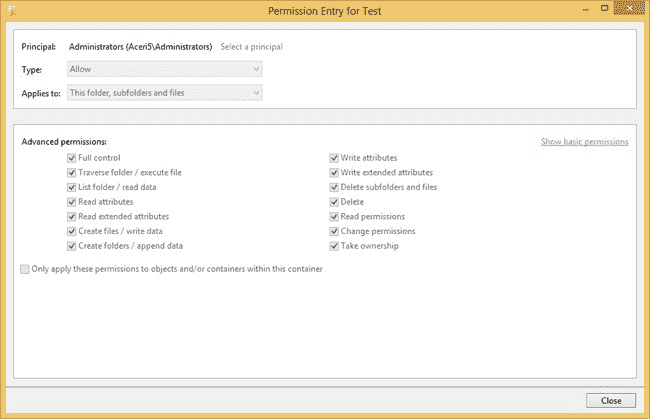 Permission Entry for Test
Principal: Administrators (Aceri5\Administrators) Select a principal
Type: Allow
Applies to: This folder, subfolders and files
Advanced permissions: Show basic permissions
Full control Write attributes
Traverse folder / execute file Write extended attributes
List folder / read data Delete subfolders and files
Read attributes Delete
Read extended attributes Read permissions
Create files / write data Change permissions
Create folders / append data Take ownership
Only apply these permissions to objects and/or containers within this container
Close